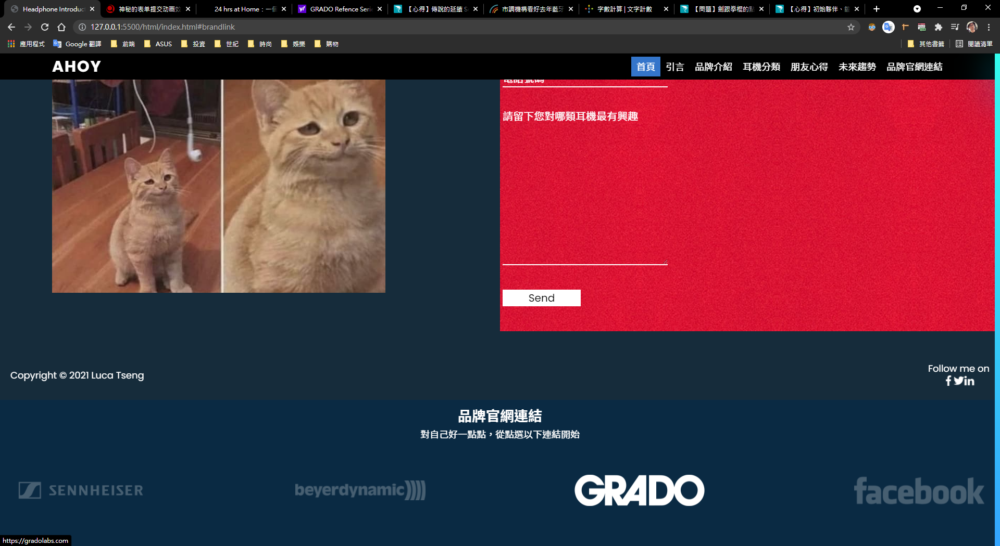 Headphone Introduc
神秘的表单提交动画效
24 hrs at Home：一個
GRADO Refence Seri
【心得】傳說的延續 S
市調機構看好去年藍牙
字數計算 | 文字計數
【問題】劍跟拳棍的點
【心得】初始夥伴、
127.0.0.1:5500/html/index.html#brandlink
應用程式
Google 翻譯
前端
ASUS
投資
世紀
時尚
娛樂
購物
其他書籤
閱讀清單
AHOY
首頁
引言
品牌介紹
耳機分類
朋友心得
未來趨勢
品牌官網連結
電話號碼
請留下您對哪類耳機最有興趣
Send
Copyright © 2021 Luca Tseng
Follow me on
品牌官網連結
對自己好一點點，從點選以下連結開始
SENNHEISER
beyerdynamic
GRADO
facebook
https://gradolabs.com